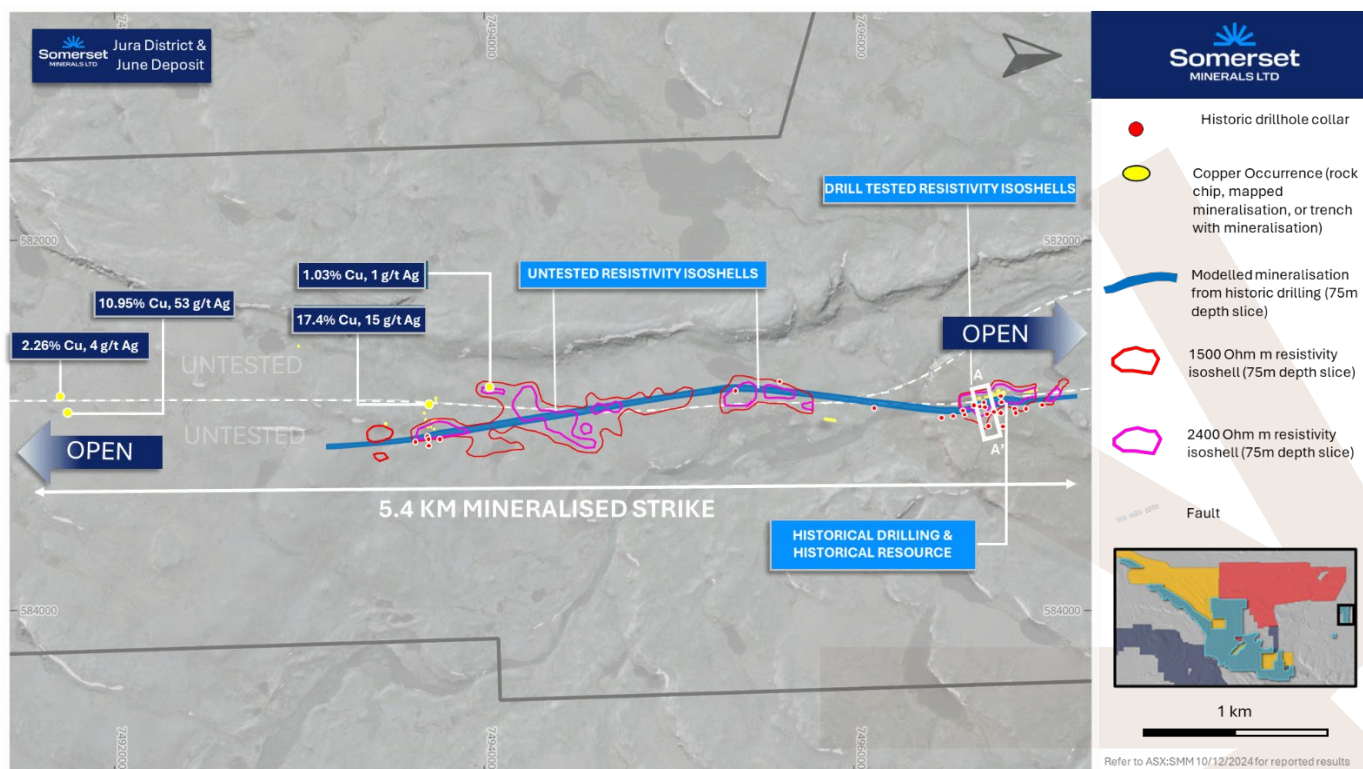 Somerset
MINERALS LTD
Jura District &
June Deposit
7494000
7496000
DRILL TESTED RESISTIVITY ISOSHELLS
582000
582000
1.03% Cu, 1 g/t Ag
UNTESTED RESISTIVITY ISOSHELLS
10.95% Cu, 53 g/t Ag
17.4% Cu, 15 g/t Ag
OPEN
2.26% Cu, 4 g/t Ag
UNTESTED
A
UNTESTED
OPEN
A'
5.4 KM MINERALISED STRIKE
HISTORICAL DRILLING &
HISTORICAL RESOURCE
584000
584000
7492000
7494000
7496000
Somerset
MINERALS LTD
Historic drillhole collar
Copper Occurrence (rock
chip, mapped
mineralisation, or trench
with mineralisation)
Modelled mineralisation
from historic drilling (75m
depth slice)
1500 Ohm m resistivity
isoshell (75m depth slice)
2400 Ohm m resistivity
isoshell (75m depth slice)
Fault
1 km
Refer to ASX:SMM 10/12/2024 for reported results